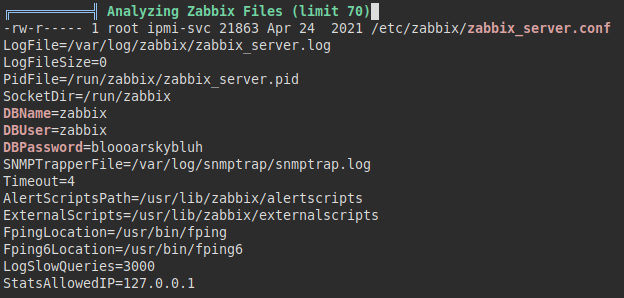 ╔══════════╣ Analyzing Zabbix Files (limit 70)
-rw-r----- 1 root ipmi-svc 21863 Apr 24  2021 /etc/zabbix/zabbix_server.conf
LogFile=/var/log/zabbix/zabbix_server.log
LogFileSize=0
PidFile=/run/zabbix/zabbix_server.pid
SocketDir=/run/zabbix
DBName=zabbix
DBUser=zabbix
DBPassword=bloooarskybluh
SNMPTrapperFile=/var/log/snmptrap/snmptrap.log
Timeout=4
AlertScriptsPath=/usr/lib/zabbix/alertscripts
ExternalScripts=/usr/lib/zabbix/externalscripts
FpingLocation=/usr/bin/fping
Fping6Location=/usr/bin/fping6
LogSlowQueries=3000
StatsAllowedIP=127.0.0.1